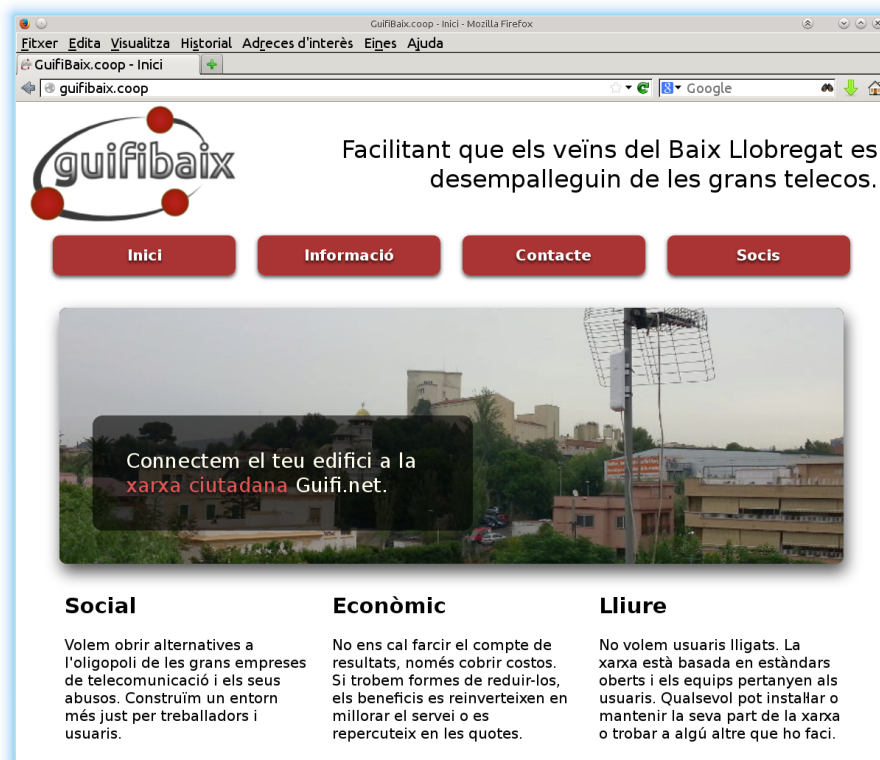 GuifiBaix.coop - Inici - Mozilla Firefox
Fitxer Edita Visualitza Historial Adreces d'interès Eines Ajuda
GuifiBaix.coop - Inici
guifibaix.coop
Google
guifibaix
Facilitant que els veïns del Baix Llobregat es
desempalleguin de les grans telecos.
Inici Informació Contacte Socis
Connectem el teu edifici a la
xarxa ciutadana Guifi.net.
Social
Volem obrir alternatives a
l'oligopoli de les grans empreses
de telecomunicació i els seus
abusos. Construïm un entorn
més just per treballadors i
usuaris.
Econòmic
No ens cal farcir el compte de
resultats, només cobrir costos.
Si trobem formes de reduir-los,
els beneficis es reinverteixen en
millorar el servei o es
repercuteix en les quotes.
Lliure
No volem usuaris lligats. La
xarxa està basada en estàndars
oberts i els equips pertanyen als
usuaris. Qualsevol pot instaŀlar o
mantenir la seva part de la xarxa
o trobar a algú altre que ho faci.